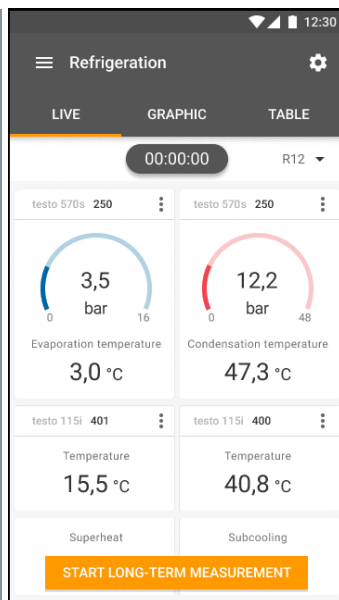 12:30
Refrigeration
LIVE GRAPHIC TABLE
00:00:00 R12
testo 570s 250 testo 570s 250
3,5 12,2
bar bar
0 16 0 48
Evaporation temperature Condensation temperature
3,0 °C 47,3 °C
testo 115i 401 testo 115i 400
Temperature Temperature
15,5 °C 40,8 °C
Superheat Subcooling
START LONG-TERM MEASUREMENT